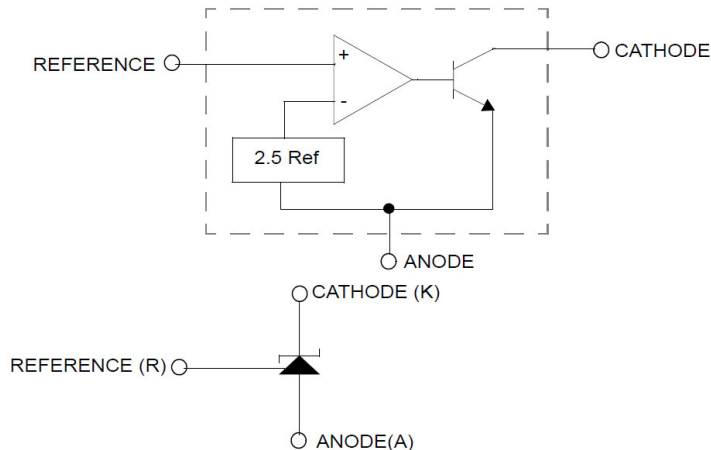 REFERENCE
+
CATHODE
-
2.5 Ref
ANODE
CATHODE (K)
REFERENCE (R)
ANODE(A)